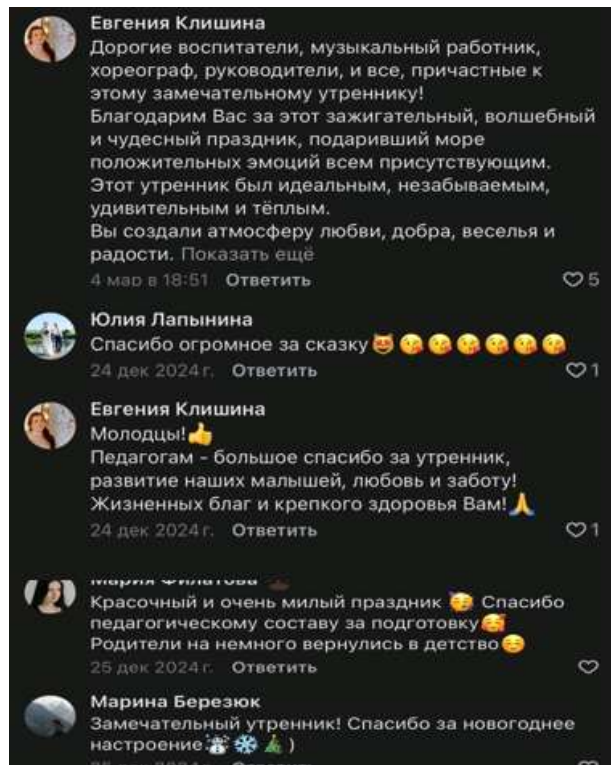 Евгения Клишина
Дорогие воспитатели, музыкальный работник,
хореограф, руководители, и все, причастные к
этому замечательному утреннику!
Благодарим Вас за этот зажигательный, волшебный
и чудесный праздник, подаривший море
положительных эмоций всем присутствующим.
Этот утренник был идеальным, незабываемым,
удивительным и тёплым.
Вы создали атмосферу любви, добра, веселья и
радости. Показать ещё
4 мар в 18:51 Ответить 5
Юлия Лапынина
Спасибо огромное за сказку😻😘😘😘😘😘😘
24 дек 2024 г. Ответить 1
Евгения Клишина
Молодцы!👍
Педагогам - большое спасибо за утренник,
развитие наших малышей, любовь и заботу!
Жизненных благ и крепкого здоровья Вам!🙏
24 дек 2024 г. Ответить 1
Мария Филатова
Красочный и очень милый праздник 🥳 Спасибо
педагогическому составу за подготовку🥰
Родители на немного вернулись в детство☺️
25 дек 2024 г. Ответить
Марина Березюк
Замечательный утренник! Спасибо за новогоднее
настроение☃️❄️🎄)